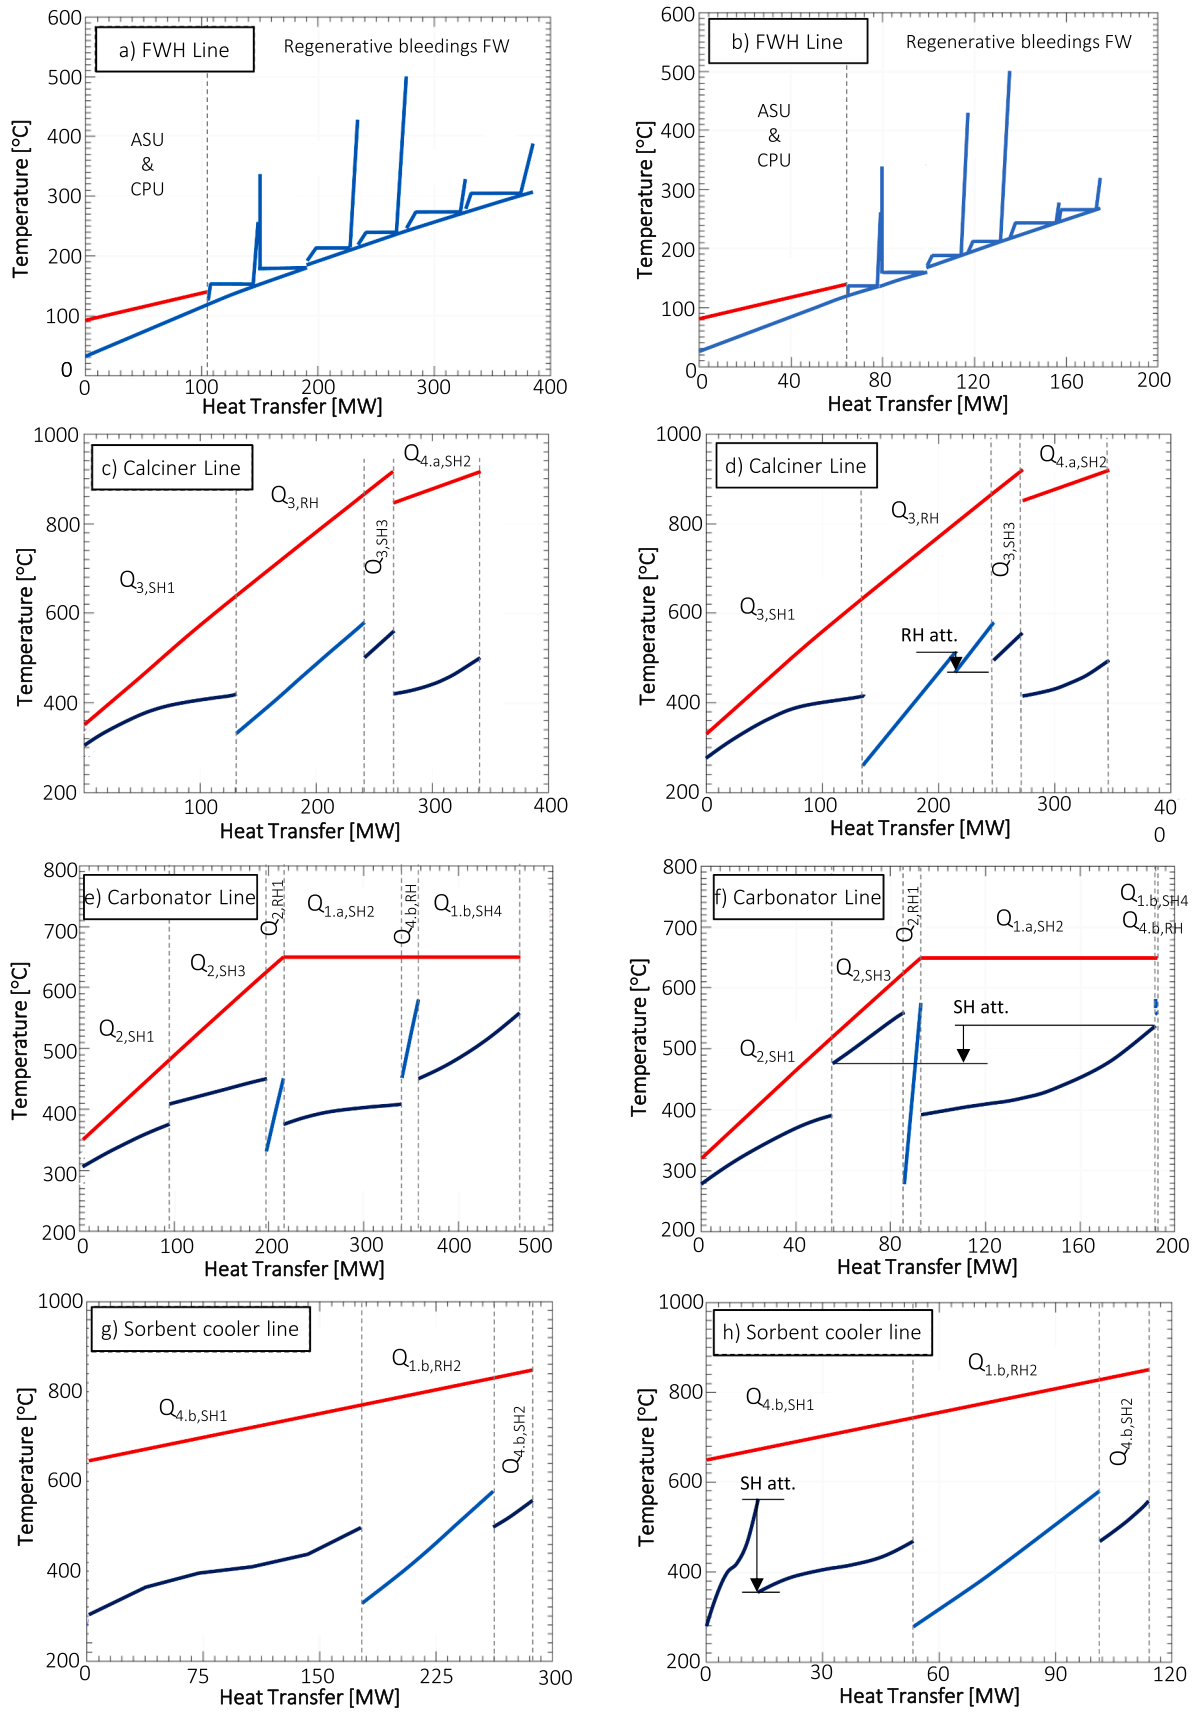 a) FWH Line
Regenerative bleedings FW
ASU
&
CPU
Temperature [°C]
600
500
400
300
200
100
0
0 100 200 300 400
Heat Transfer [MW]
b) FWH Line
Regenerative bleedings FW
ASU
&
CPU
Temperature [°C]
600
500
400
300
200
100
0
0 40 80 120 160 200
Heat Transfer [MW]
c) Calciner Line
Q4.a,SH2
Q3,RH
Q3,SH3
Q3,SH1
Temperature [°C]
1000
800
600
400
200
100 200 300 400
Heat Transfer [MW]
d) Calciner Line
Q4.a,SH2
Q3,RH
Q3,SH3
Q3,SH1
RH att.
Temperature [°C]
1000
800
600
400
200
0 100 200 300 40
0
Heat Transfer [MW]
e) Carbonator Line
Q2,RH1
Q1.a,SH2
Q4.b,RH
Q1.b,SH4
Q2,SH3
Q2,SH1
Temperature [°C]
800
700
600
500
400
300
200
0 100 200 300 400 500
Heat Transfer [MW]
f) Carbonator Line
Q2,RH1
Q1.b,SH4
Q1.a,SH2
Q4.b,RH
Q2,SH3
SH att.
Q2,SH1
Temperature [°C]
800
700
600
500
400
300
200
0 40 80 120 160 200
Heat Transfer [MW]
g) Sorbent cooler line
Q1.b,RH2
Q4.b,SH1
Q4.b,SH2
Temperature [°C]
1000
800
600
400
200
0 75 150 225 300
Heat Transfer [MW]
h) Sorbent cooler line
Q1.b,RH2
Q4.b,SH1
Q4.b,SH2
SH att.
Temperature [°C]
1000
800
600
400
200
0 30 60 90 120
Heat Transfer [MW]